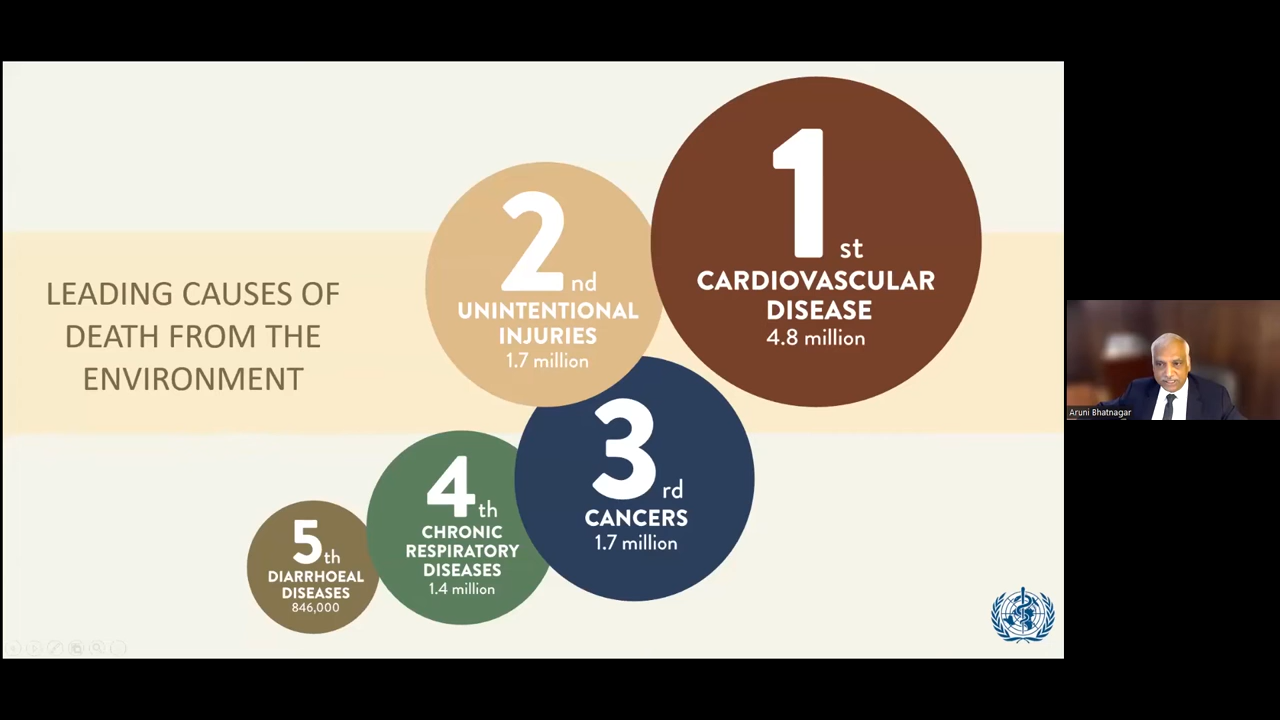 LEADING CAUSES OF
DEATH FROM THE
ENVIRONMENT
1st
CARDIOVASCULAR
DISEASE
4.8 million
2nd
UNINTENTIONAL
INJURIES
1.7 million
3rd
CANCERS
1.7 million
4th
CHRONIC
RESPIRATORY
DISEASES
1.4 million
5th
DIARRHOEAL
DISEASES
846,000
Aruni Bhatnagar